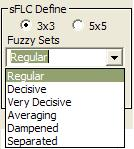 sFLC Define
3x3 5x5
Fuzzy Sets
Regular
Regular
Decisive
Very Decisive
Averaging
Dampened
Separated